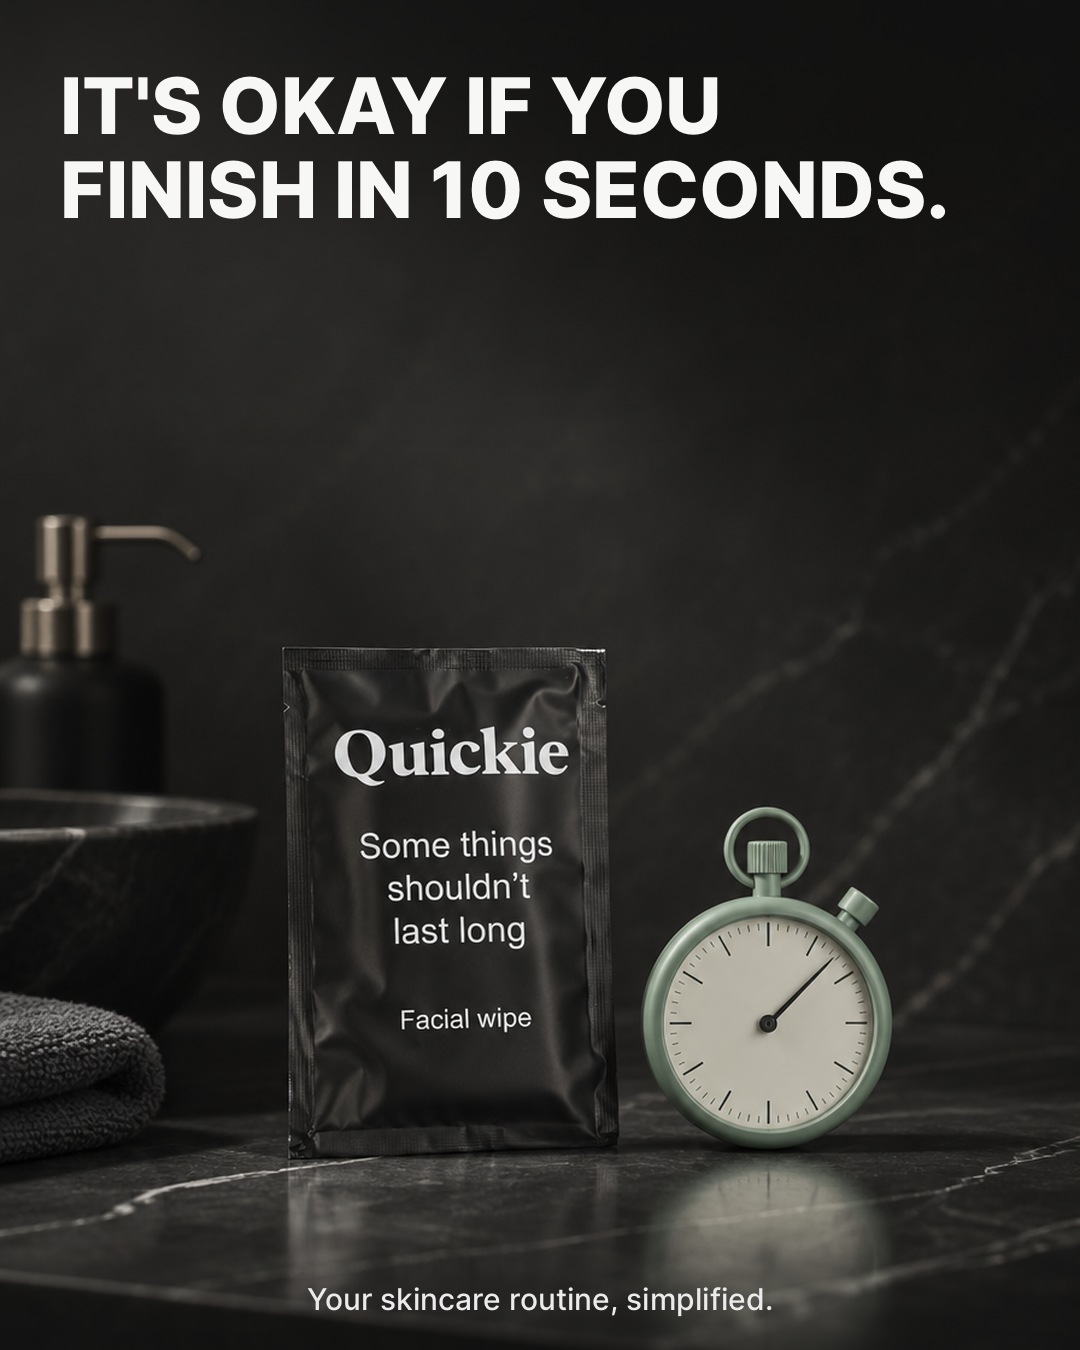 IT'S OKAY IF YOU
FINISH IN 10 SECONDS.
Quickie
Some things
shouldn’t
last long
Facial wipe
Your skincare routine, simplified.